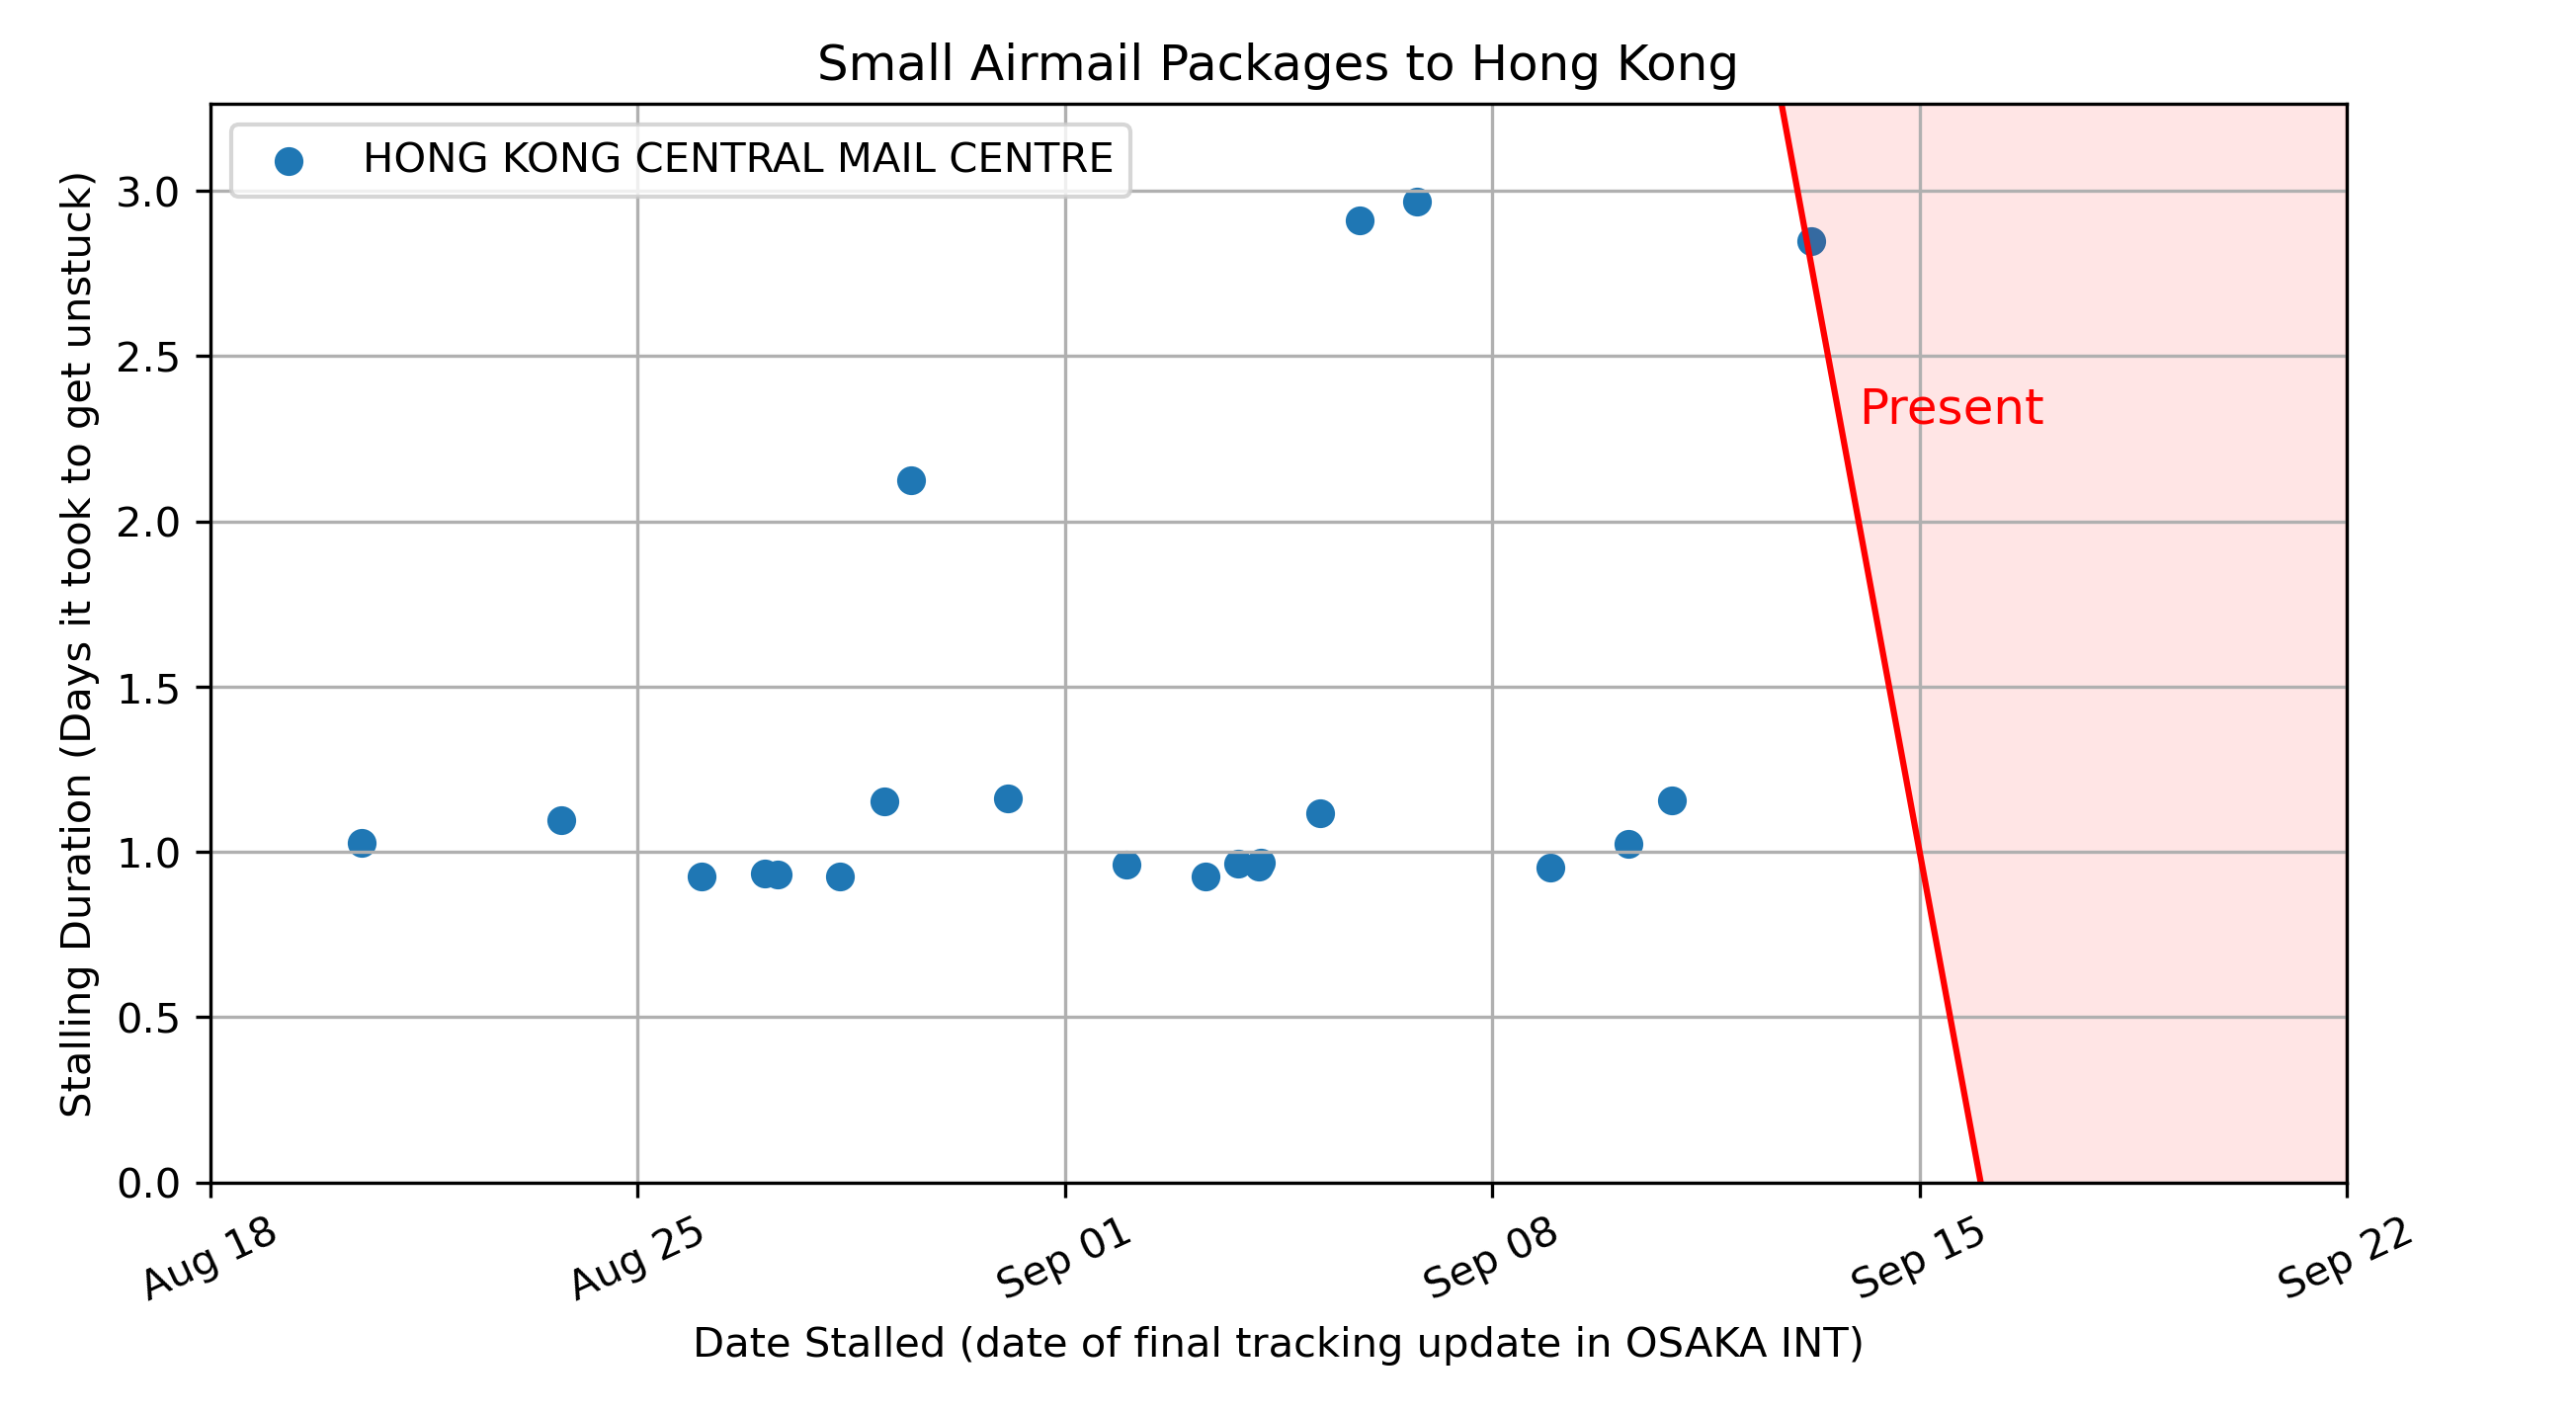 Small Airmail Packages to Hong Kong
HONG KONG CENTRAL MAIL CENTRE
Stalling Duration (Days it took to get unstuck)
3.0
2.5
2.0
1.5
1.0
0.5
0.0
Present
Aug 18
Aug 25
Sep 01
Sep 08
Sep 15
Sep 22
Date Stalled (date of final tracking update in OSAKA INT)